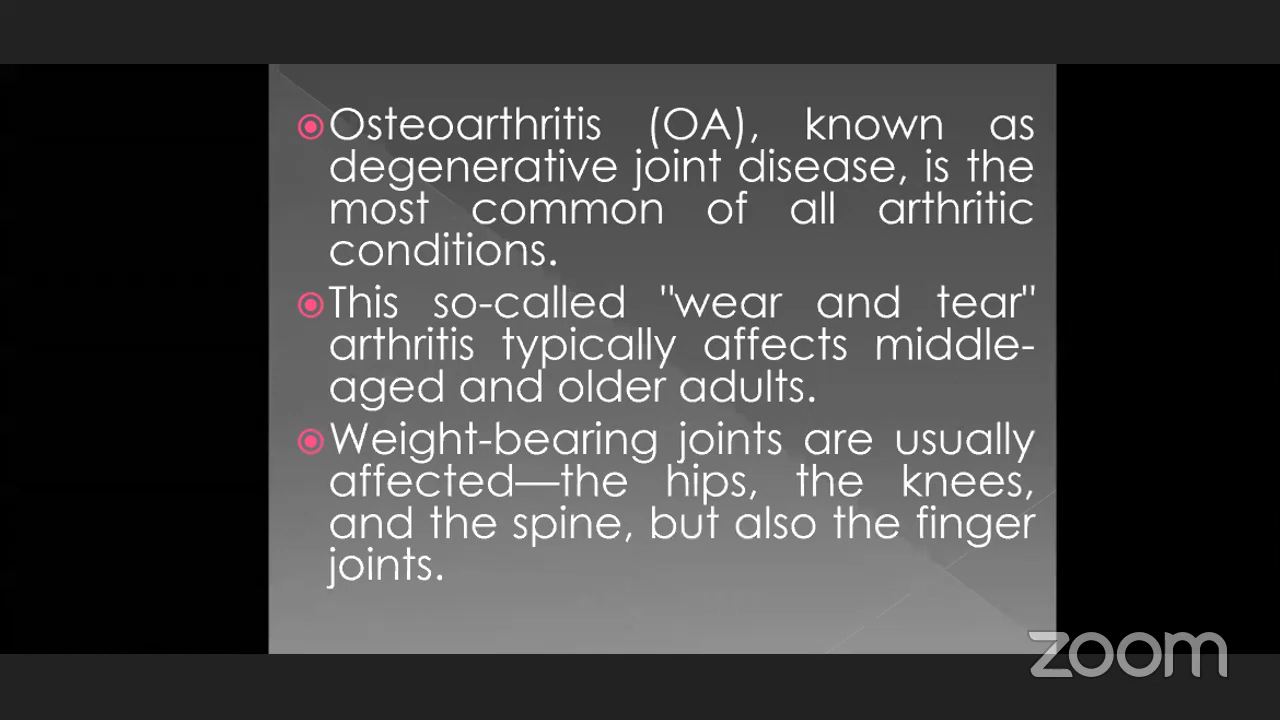 Osteoarthritis (OA), known as
degenerative joint disease, is the
most common of all arthritic
conditions.
This so-called "wear and tear"
arthritis typically affects middle-
aged and older adults.
Weight-bearing joints are usually
affected—the hips, the knees,
and the spine, but also the finger
joints.
zoom